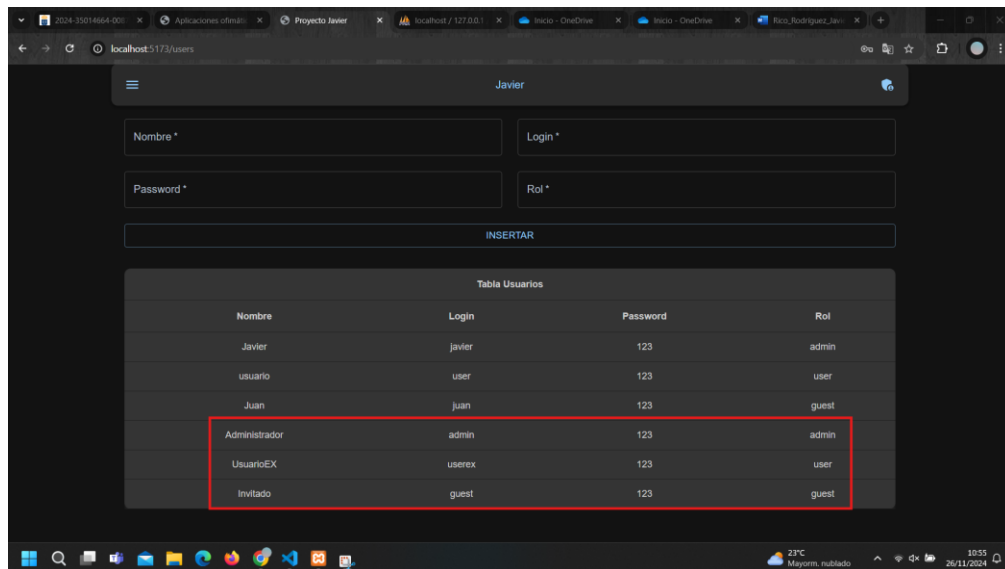 2024-35014664-00
Aplicaciones ofimáti
Proyecto Javier
localhost / 127.0.0.1
Inicio - OneDrive
Inicio - OneDrive
Rico_Rodríguez_Javi
localhost:5173/users
Javier
Nombre * Login *
Password * Rol *
INSERTAR
Tabla Usuarios
Nombre Login Password Rol
Javier javier 123 admin
usuario user 123 user
Juan juan 123 guest
Administrador admin 123 admin
UsuarioEX userex 123 user
Invitado guest 123 guest
23°C
Mayorm. nublado
10:55
26/11/2024